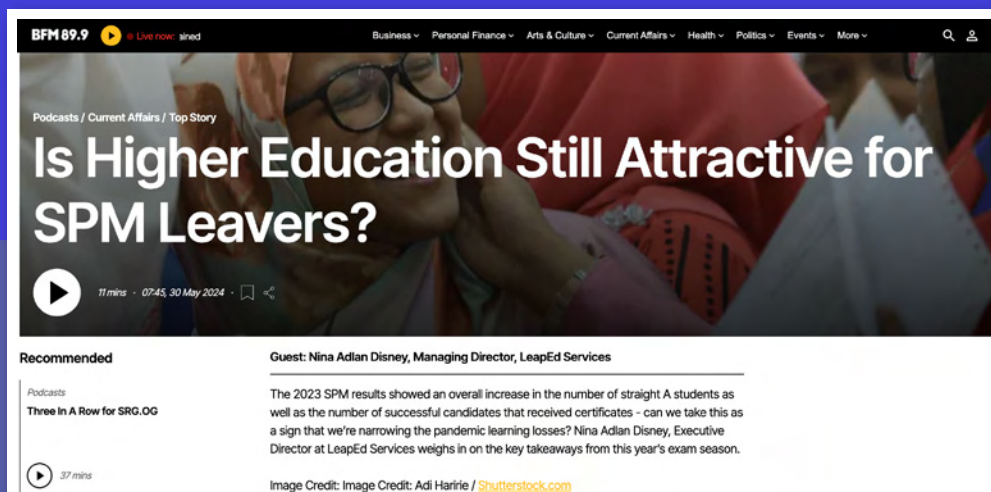 BFM 89.9 Live now: ained Business Personal Finance Arts & Culture Current Affairs Health Politics Events More
Podcasts / Current Affairs / Top Story
Is Higher Education Still Attractive for
SPM Leavers?
11 mins · 07:45, 30 May 2024 ·
Recommended
Podcasts
Three In A Row for SRG.OG
37 mins
Guest: Nina Adlan Disney, Managing Director, LeapEd Services
The 2023 SPM results showed an overall increase in the number of straight A students as
well as the number of successful candidates that received certificates - can we take this as
a sign that we're narrowing the pandemic learning losses? Nina Adlan Disney, Executive
Director at LeapEd Services weighs in on the key takeaways from this year's exam season.
Image Credit: Image Credit: Adi Haririe / Shutterstock.com